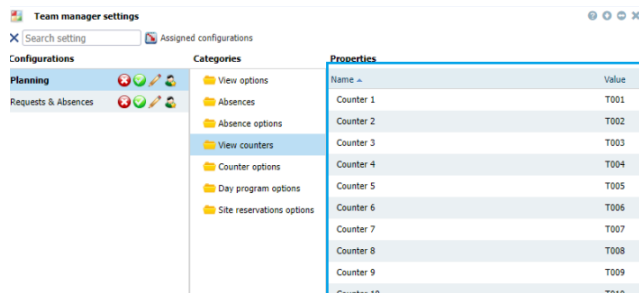 Team manager settings
Search setting
Assigned configurations
Configurations
Categories
Properties
Planning
Requests & Absences
View options
Absences
Absence options
View counters
Counter options
Day program options
Site reservations options
Name Value
Counter 1 T001
Counter 2 T002
Counter 3 T003
Counter 4 T004
Counter 5 T005
Counter 6 T006
Counter 7 T007
Counter 8 T008
Counter 9 T009
Counter 10 T010